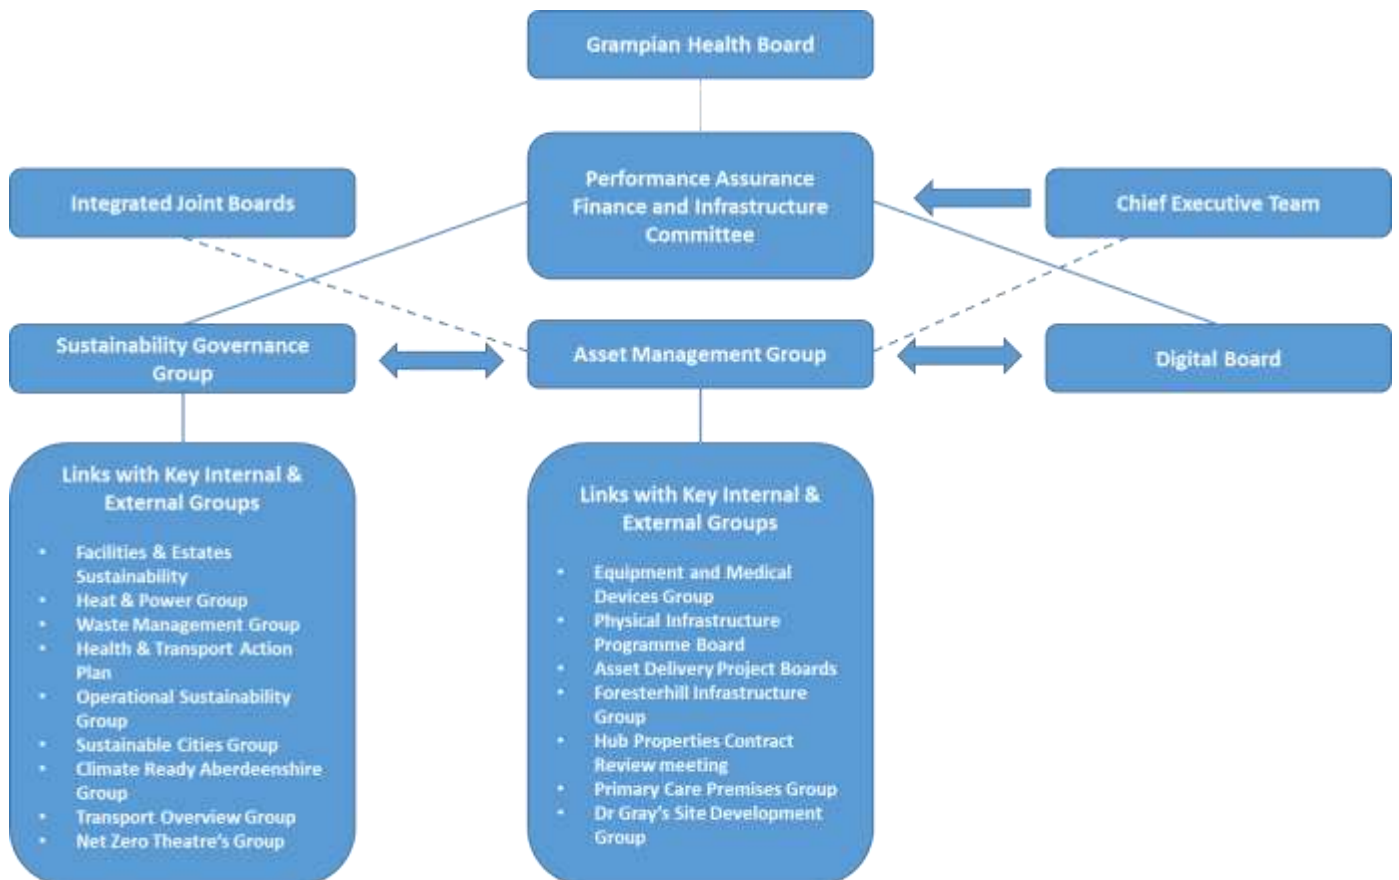 Grampian Health Board
Performance Assurance
Finance and Infrastructure
Committee
Integrated Joint Boards
Chief Executive Team
Sustainability Governance
Group
Asset Management Group
Digital Board
Links with Key Internal &
External Groups
• Facilities & Estates
Sustainability
• Heat & Power Group
• Waste Management Group
• Health & Transport Action
Plan
• Operational Sustainability
Group
• Sustainable Cities Group
• Climate Ready Aberdeenshire
Group
• Transport Overview Group
• Net Zero Theatre's Group
Links with Key Internal &
External Groups
• Equipment and Medical
Devices Group
• Physical Infrastructure
Programme Board
• Asset Delivery Project Boards
• Foresterhill Infrastructure
Group
• Hub Properties Contract
Review meeting
• Primary Care Premises Group
• Dr Gray's Site Development
Group